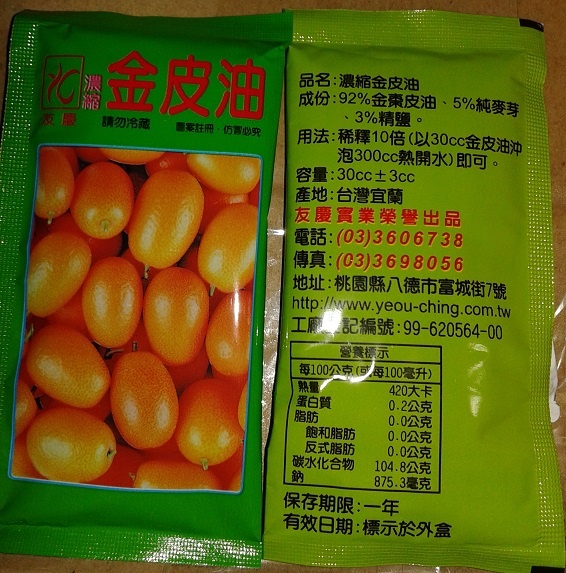 濃縮
金皮油
友慶
請勿冷藏
圖案註冊．仿冒必究
品名:濃縮金皮油
成份:92%金棗皮油、5%純麥芽
、3%精鹽。
用法:稀釋10倍(以30cc金皮油沖
泡300cc熱開水)即可。
容量:30cc±3cc
產地:台灣宜蘭
友慶實業榮譽出品
電話:(03)3606738
傳真:(03)3698056
地址:桃園縣八德市富城街7號
http://www.yeou-ching.com.tw
工廠登記編號:99-620564-00
營養標示
每100公克(或每100毫升)
熱量 420大卡
蛋白質 0.2公克
脂肪 0.0公克
飽和脂肪 0.0公克
反式脂肪 0.0公克
碳水化合物 104.8公克
鈉 875.3毫克
保存期限:一年
有效日期:標示於外盒